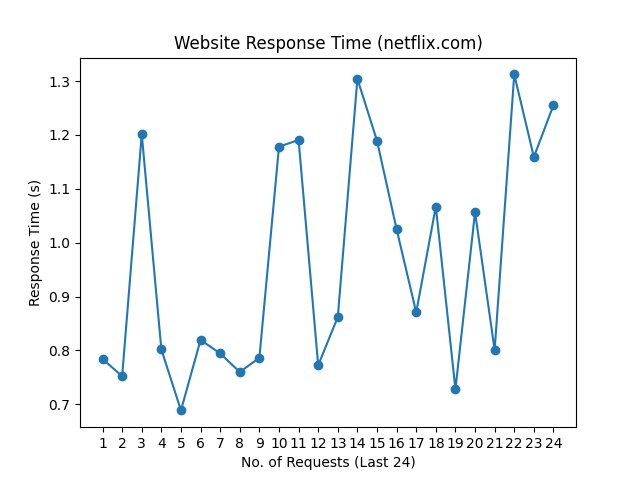 Website Response Time (netflix.com)
Response Time (s)
1.3
1.2
1.1
1.0
0.9
0.8
0.7
1 2 3 4 5 6 7 8 9 10 11 12 13 14 15 16 17 18 19 20 21 22 23 24
No. of Requests (Last 24)